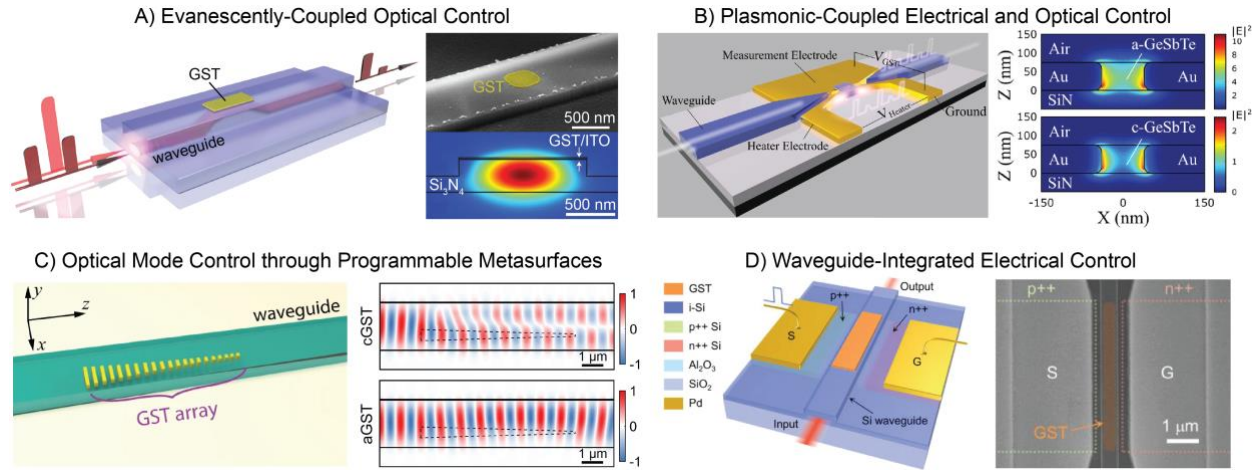 A) Evanescently-Coupled Optical Control
GST
waveguide
GST
500 nm
GST/ITO
Si₃N₄
500 nm
B) Plasmonic-Coupled Electrical and Optical Control
Measurement Electrode
V_GST
Waveguide
V_Heater
Ground
Heater Electrode
|E|²
150
Air
a-GeSbTe
10
100
8
Z (nm)
50
Au
Au
6
4
0
SiN
2
|E|²
150
Air
c-GeSbTe
2
100
Z (nm)
50
Au
Au
1
0
SiN
0
-150
0
150
X (nm)
C) Optical Mode Control through Programmable Metasurfaces
y
z
x
waveguide
GST array
cGST
1
0
1 μm
-1
aGST
1
0
1 μm
-1
D) Waveguide-Integrated Electrical Control
GST
i-Si
p++ Si
n++ Si
Al₂O₃
SiO₂
Pd
Output
p++
n++
S
G
Input
Si waveguide
p++
n++
S
G
GST
1 μm